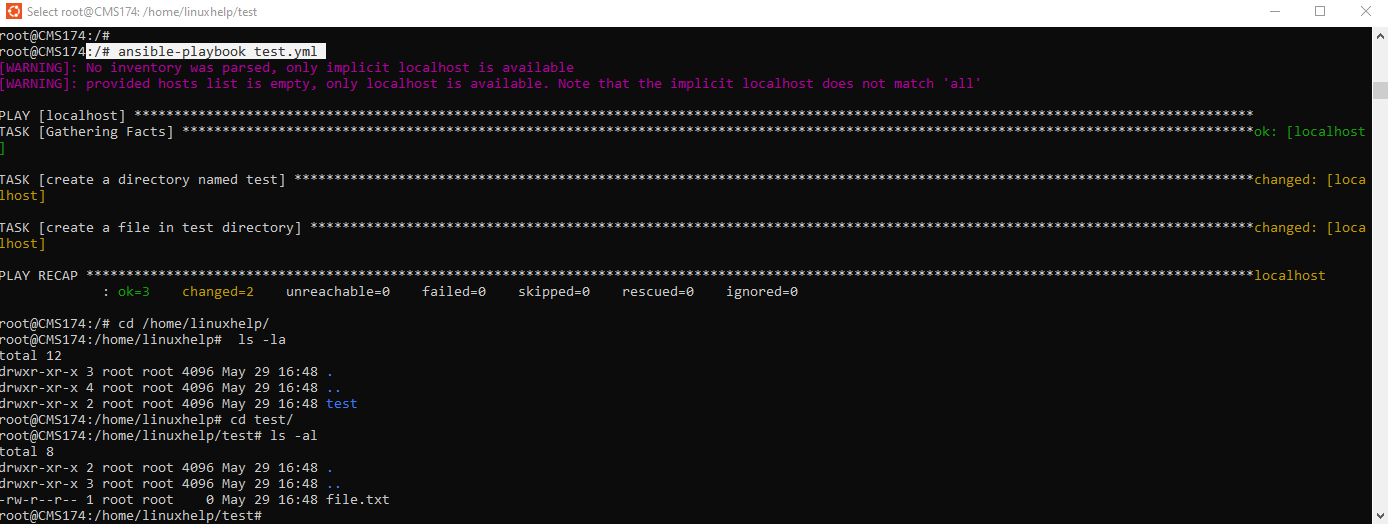 Select root@CMS174: /home/linuxhelp/test
root@CMS174:/#
root@CMS174:/# ansible-playbook test.yml
[WARNING]: No inventory was parsed, only implicit localhost is available
[WARNING]: provided hosts list is empty, only localhost is available. Note that the implicit localhost does not match 'all'
PLAY [localhost] ********************************************************************************************************************************************
TASK [Gathering Facts] **************************************************************************************************************************************ok: [localhost
]
TASK [create a directory named test] ************************************************************************************************************************changed: [loca
lhost]
TASK [create a file in test directory] **********************************************************************************************************************changed: [loca
lhost]
PLAY RECAP **************************************************************************************************************************************************localhost
: ok=3    changed=2    unreachable=0    failed=0    skipped=0    rescued=0    ignored=0
root@CMS174:/# cd /home/linuxhelp/
root@CMS174:/home/linuxhelp#  ls -la
total 12
drwxr-xr-x 3 root root 4096 May 29 16:48 .
drwxr-xr-x 4 root root 4096 May 29 16:48 ..
drwxr-xr-x 2 root root 4096 May 29 16:48 test
root@CMS174:/home/linuxhelp# cd test/
root@CMS174:/home/linuxhelp/test# ls -al
total 8
drwxr-xr-x 2 root root 4096 May 29 16:48 .
drwxr-xr-x 3 root root 4096 May 29 16:48 ..
-rw-r--r-- 1 root root    0 May 29 16:48 file.txt
root@CMS174:/home/linuxhelp/test#